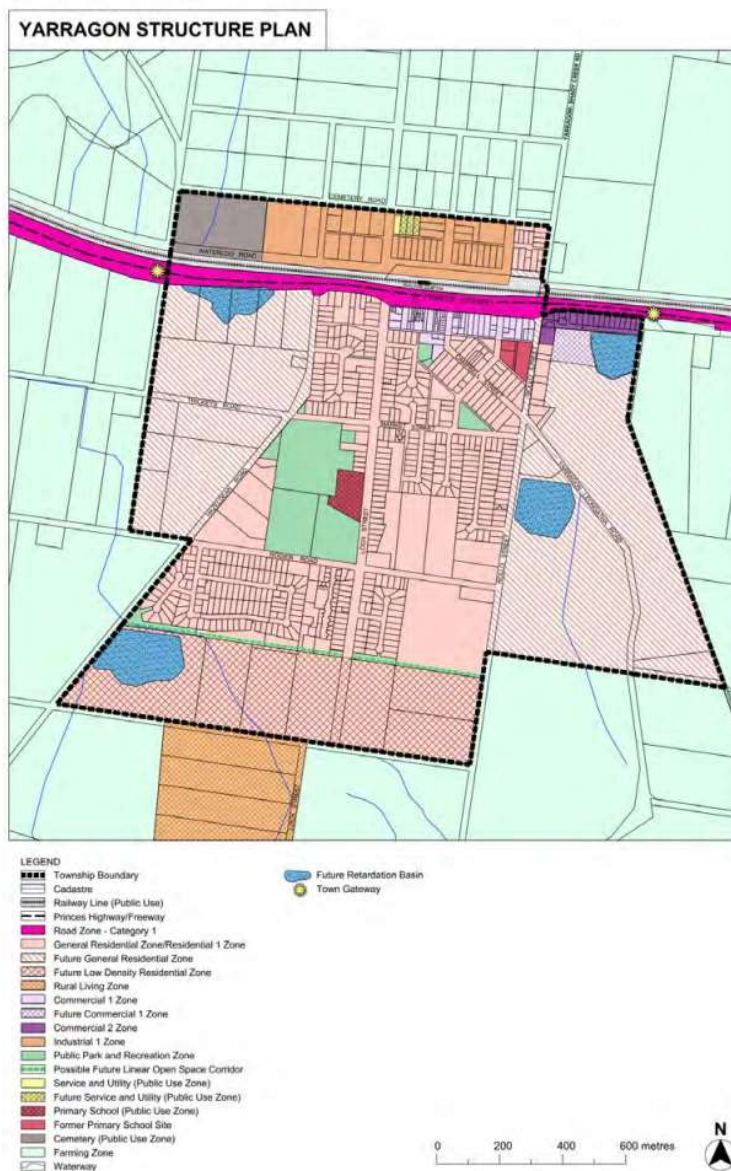 YARRAGON STRUCTURE PLAN
CEMETERY ROAD
WATERLOO ROAD
MARKET STREET
ROLLO STREET
LEGEND
Township Boundary
Cadastre
Railway Line (Public Use)
Princes Highway/Freeway
Road Zone - Category 1
General Residential Zone/Residential 1 Zone
Future General Residential Zone
Future Low Density Residential Zone
Rural Living Zone
Commercial 1 Zone
Future Commercial 1 Zone
Commercial 2 Zone
Industrial 1 Zone
Public Park and Recreation Zone
Possible Future Linear Open Space Corridor
Service and Utility (Public Use Zone)
Future Service and Utility (Public Use Zone)
Primary School (Public Use Zone)
Former Primary School Site
Cemetery (Public Use Zone)
Farming Zone
Waterway
Future Retardation Basin
Town Gateway
0 200 400 600 metres
N